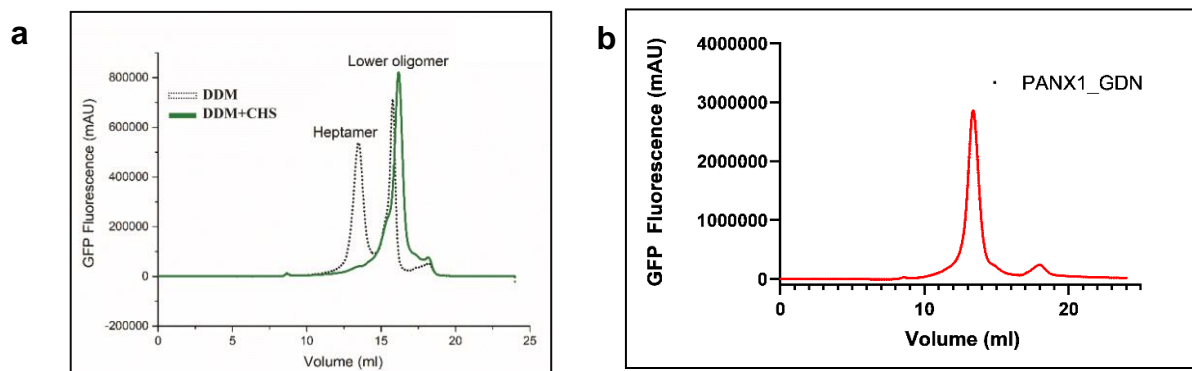 a
GFP Fluorescence (mAU)
800000
600000
400000
200000
0
-200000
DDM
DDM+CHS
Heptamer
Lower oligomer
0 5 10 15 20 25
Volume (ml)
b
GFP Fluorescence (mAU)
4000000
3000000
2000000
1000000
0
PANX1_GDN
0 10 20
Volume (ml)